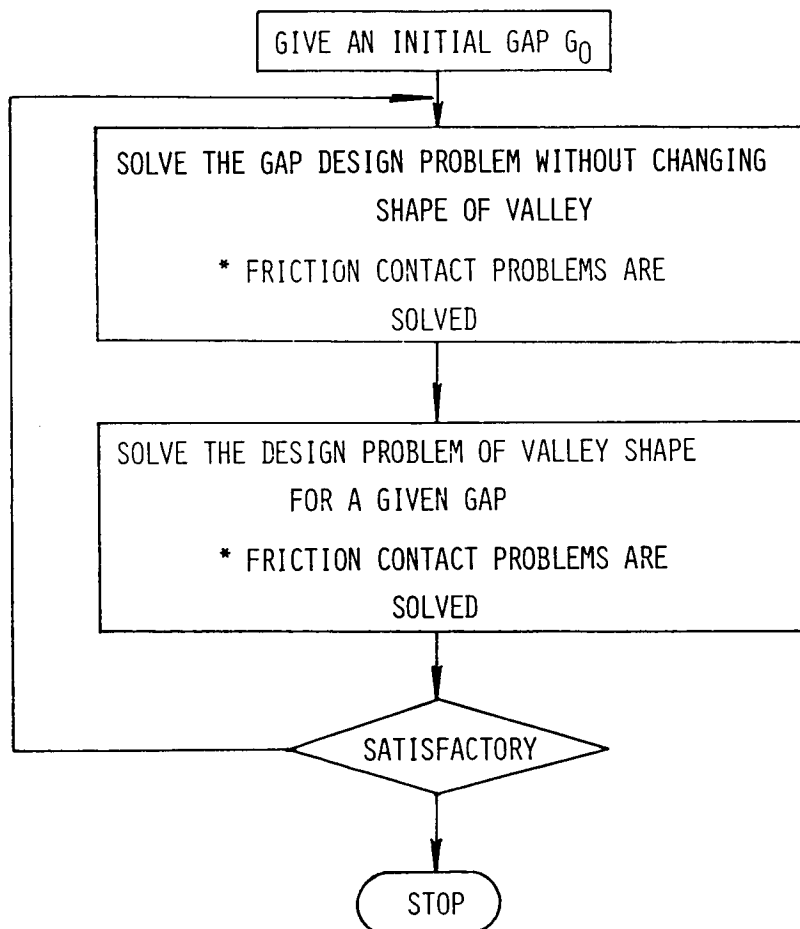 GIVE AN INITIAL GAP G0
SOLVE THE GAP DESIGN PROBLEM WITHOUT CHANGING
SHAPE OF VALLEY
* FRICTION CONTACT PROBLEMS ARE
SOLVED
SOLVE THE DESIGN PROBLEM OF VALLEY SHAPE
FOR A GIVEN GAP
* FRICTION CONTACT PROBLEMS ARE
SOLVED
SATISFACTORY
STOP